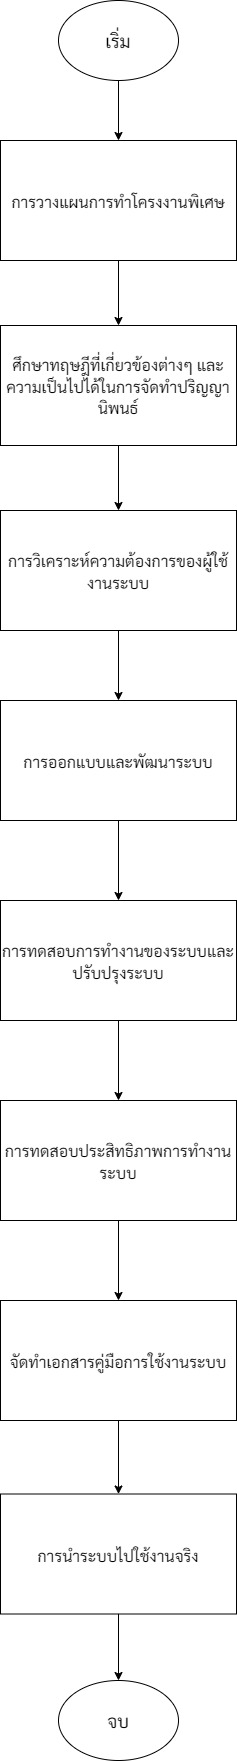 เริ่ม
การวางแผนการทำโครงงานพิเศษ
ศึกษาทฤษฎีที่เกี่ยวข้องต่างๆ และ
ความเป็นไปได้ในการจัดทำปริญญา
นิพนธ์
การวิเคราะห์ความต้องการของผู้ใช้
งานระบบ
การออกแบบและพัฒนาระบบ
การทดสอบการทำงานของระบบและ
ปรับปรุงระบบ
การทดสอบประสิทธิภาพการทำงาน
ระบบ
จัดทำเอกสารคู่มือการใช้งานระบบ
การนำระบบไปใช้งานจริง
จบ